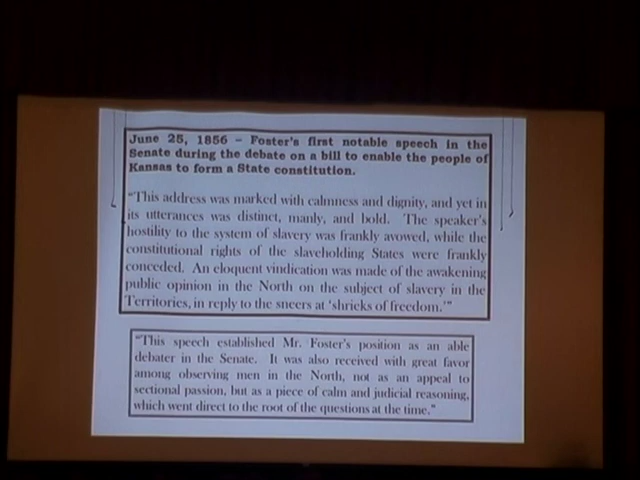 June 25, 1856 – Foster's first notable speech in the
Senate during the debate on a bill to enable the people of
Kansas to form a State constitution.
"This address was marked with calmness and dignity, and yet in
its utterances was distinct, manly, and bold. The speaker's
hostility to the system of slavery was frankly avowed, while the
constitutional rights of the slaveholding States were frankly
conceded. An eloquent vindication was made of the awakening
public opinion in the North on the subject of slavery in the
Territories, in reply to the sneers at 'shricks of freedom.'"
"This speech established Mr. Foster's position as an able
debater in the Senate. It was also received with great favor
among observing men in the North, not as an appeal to
sectional passion, but as a piece of calm and judicial reasoning,
which went direct to the root of the questions at the time."